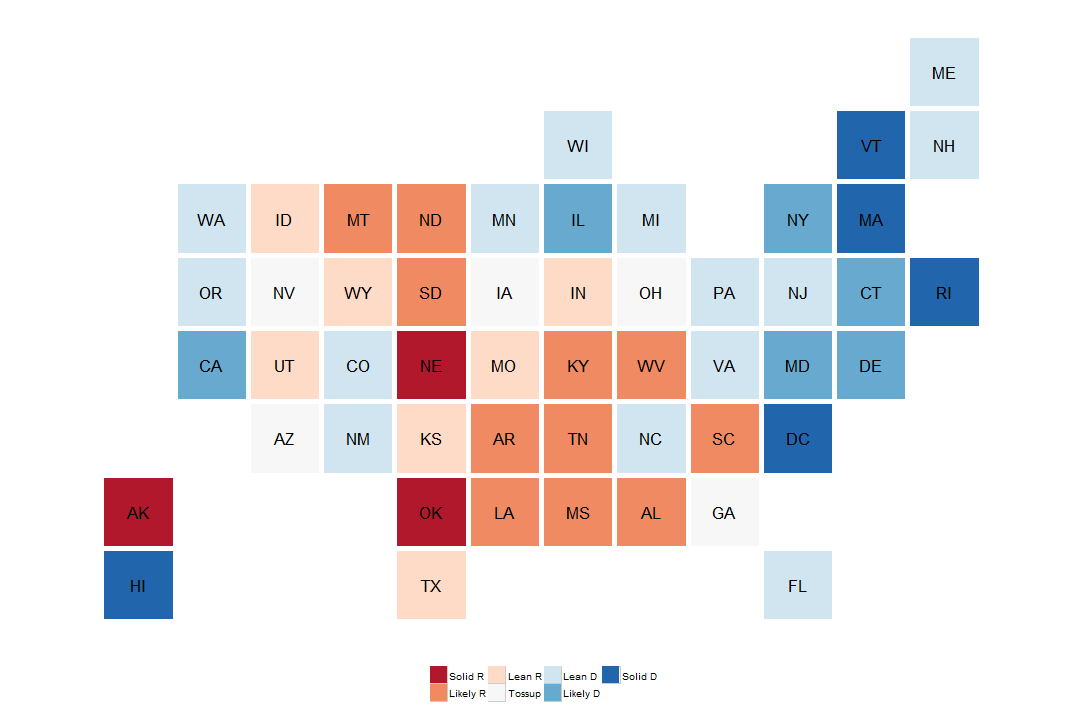 ME
WI VT NH
WA ID MT ND MN IL MI NY MA
OR NV WY SD IA IN OH PA NJ CT RI
CA UT CO NE MO KY WV VA MD DE
AZ NM KS AR TN NC SC DC
AK OK LA MS AL GA
HI TX FL
Solid R Lean R Lean D Solid D
Likely R Tossup Likely D